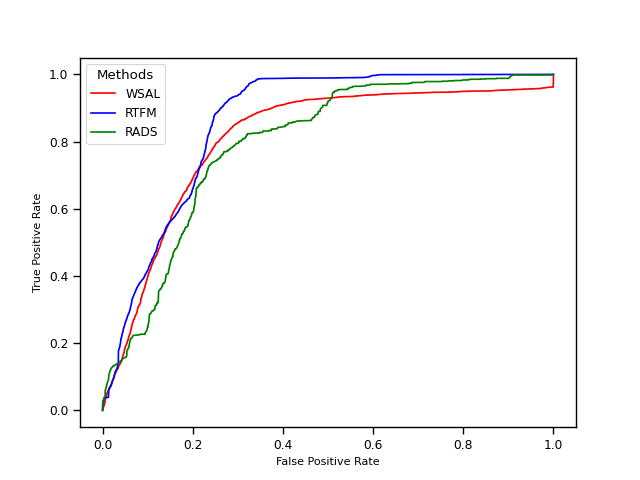 Methods
WSAL
RTFM
RADS
1.0
0.8
0.6
0.4
0.2
0.0
True Positive Rate
0.0 0.2 0.4 0.6 0.8 1.0
False Positive Rate